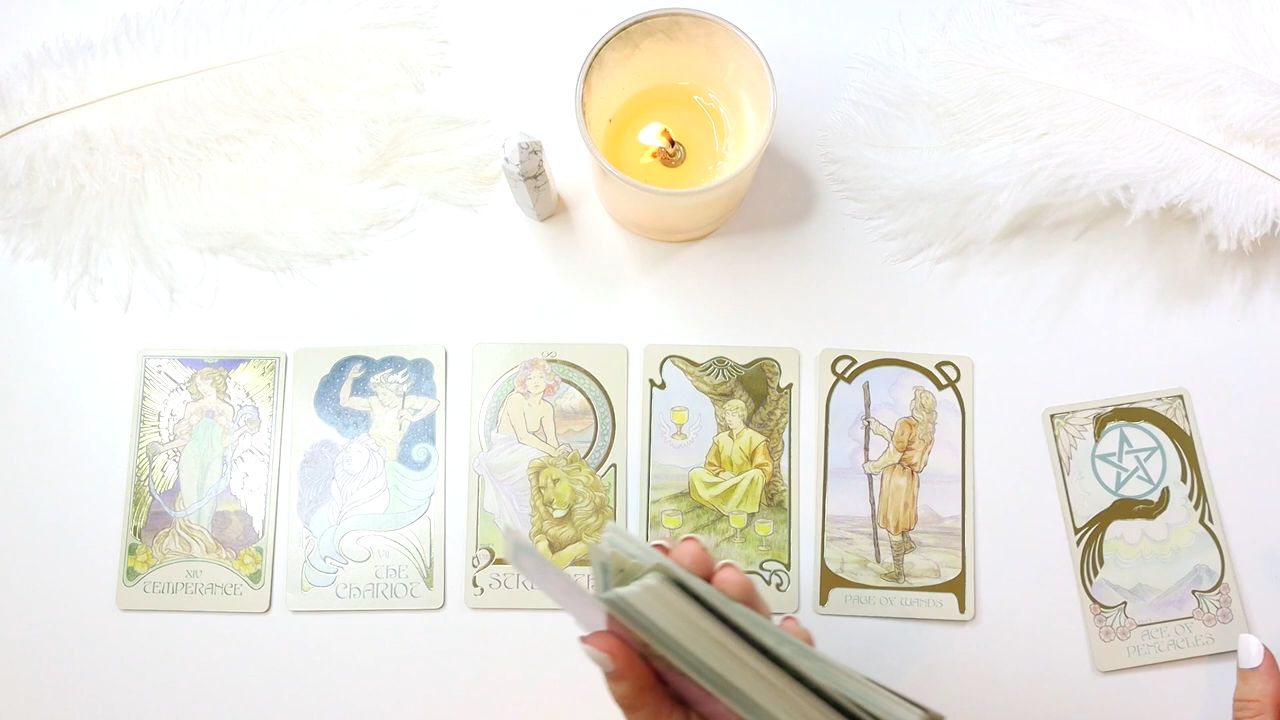 XIV
TEMPERANCE
VII
THE
CHARIOT
PAGE OF WANDS
ACE OF
PENTACLES